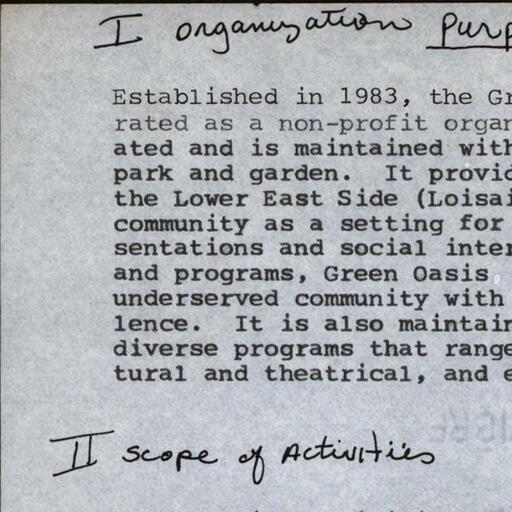 I organization Purp
Established in 1983, the Gr
rated as a non-profit organ
ated and is maintained with
park and garden. It provid
the Lower East Side (Loisai
community as a setting for
sentations and social inter
and programs, Green Oasis
underserved community with
lence. It is also maintain
diverse programs that range
tural and theatrical, and e
II scope of Activities